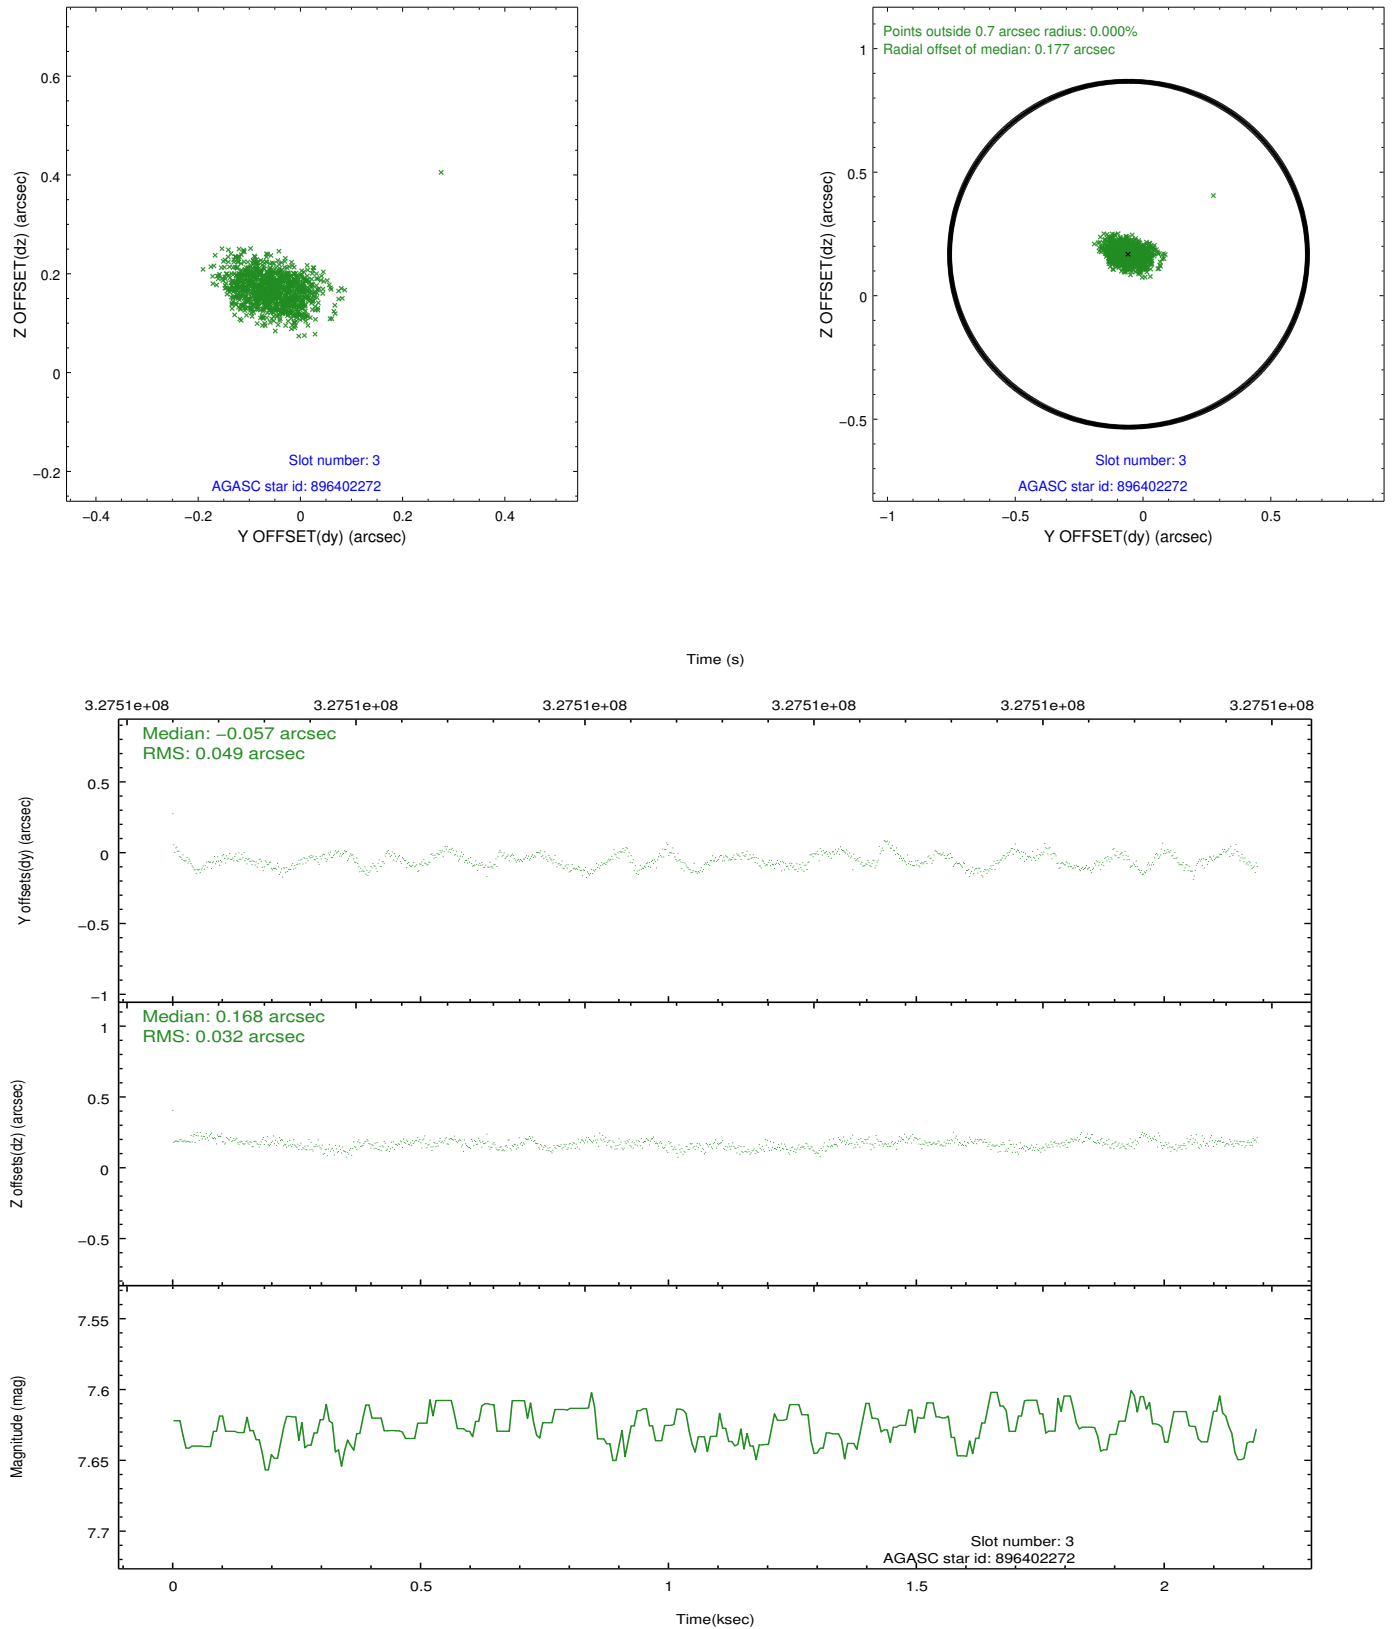 0.6
0.4
0.2
0
−0.2
Z OFFSET(dz) (arcsec)
Slot number: 3
AGASC star id: 896402272
−0.4 −0.2 0 0.2 0.4
Y OFFSET(dy) (arcsec)
Points outside 0.7 arcsec radius: 0.000%
Radial offset of median: 0.177 arcsec
1
0.5
0
−0.5
Z OFFSET(dz) (arcsec)
Slot number: 3
AGASC star id: 896402272
−1 −0.5 0 0.5
Y OFFSET(dy) (arcsec)
Time (s)
3.2751e+08 3.2751e+08 3.2751e+08 3.2751e+08 3.2751e+08 3.2751e+08
Median: −0.057 arcsec
RMS: 0.049 arcsec
0.5
0
−0.5
−1
Y offsets(dy) (arcsec)
Median: 0.168 arcsec
RMS: 0.032 arcsec
1
0.5
0
−0.5
Z offsets(dz) (arcsec)
7.55
7.6
7.65
7.7
Magnitude (mag)
Slot number: 3
AGASC star id: 896402272
0 0.5 1 1.5 2
Time(ksec)